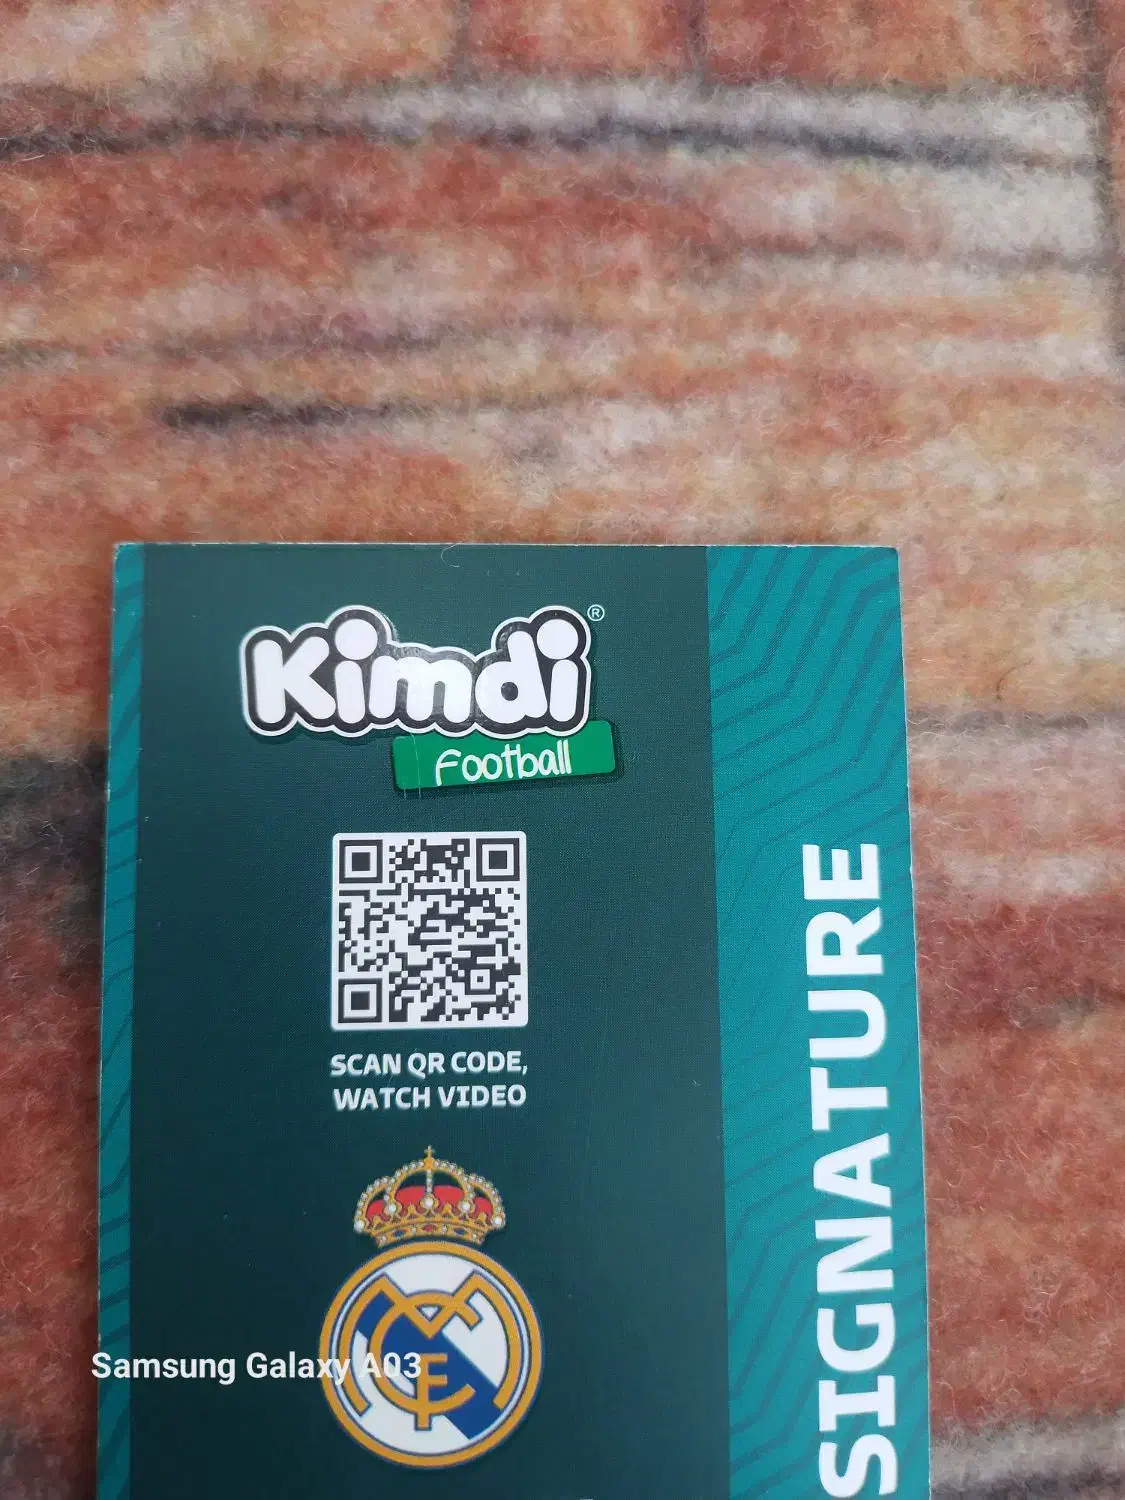 Kimdi®
Football
SCAN QR CODE,
WATCH VIDEO
SIGNATURE
Samsung Galaxy A03